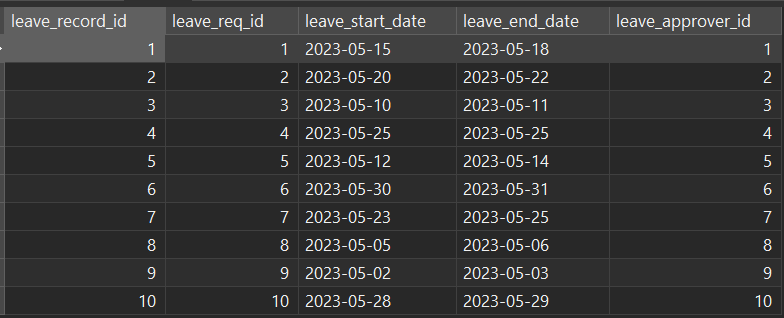 leave_record_id leave_req_id leave_start_date leave_end_date leave_approver_id
1 1 2023-05-15 2023-05-18 1
2 2 2023-05-20 2023-05-22 2
3 3 2023-05-10 2023-05-11 3
4 4 2023-05-25 2023-05-25 4
5 5 2023-05-12 2023-05-14 5
6 6 2023-05-30 2023-05-31 6
7 7 2023-05-23 2023-05-25 7
8 8 2023-05-05 2023-05-06 8
9 9 2023-05-02 2023-05-03 9
10 10 2023-05-28 2023-05-29 10